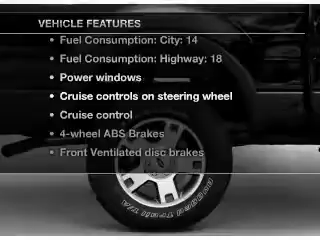 VEHICLE FEATURES
• Fuel Consumption: City: 14
• Fuel Consumption: Highway: 18
• Power windows
• Cruise controls on steering wheel
• Cruise control
• 4-wheel ABS Brakes
• Front Ventilated disc brakes